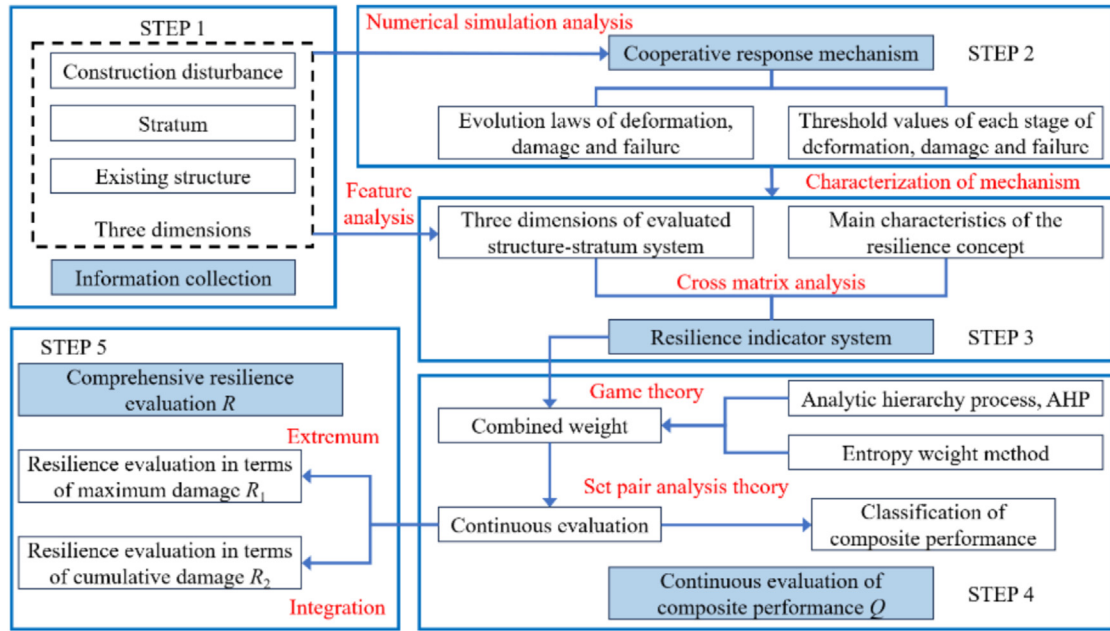 STEP 1
Construction disturbance
Stratum
Existing structure
Three dimensions
Information collection
Numerical simulation analysis
Cooperative response mechanism
STEP 2
Evolution laws of deformation,
damage and failure
Threshold values of each stage of
deformation, damage and failure
Feature
analysis
Characterization of mechanism
Three dimensions of evaluated
structure-stratum system
Main characteristics of the
resilience concept
Cross matrix analysis
Resilience indicator system
STEP 3
Game theory
Analytic hierarchy process, AHP
Combined weight
Entropy weight method
Set pair analysis theory
Continuous evaluation
Classification of
composite performance
Continuous evaluation of
composite performance Q
STEP 4
STEP 5
Comprehensive resilience
evaluation R
Extremum
Resilience evaluation in terms
of maximum damage R₁
Resilience evaluation in terms
of cumulative damage R₂
Integration